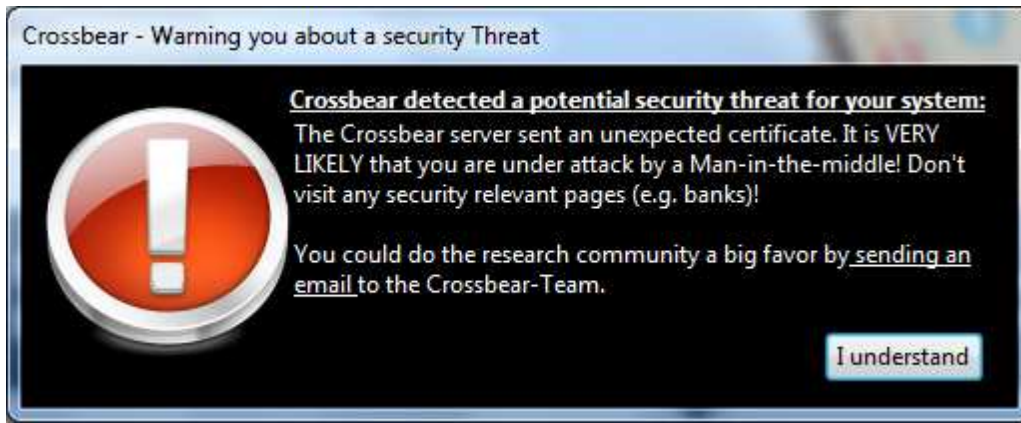 Crossbear - Warning you about a security Threat
Crossbear detected a potential security threat for your system:
The Crossbear server sent an unexpected certificate. It is VERY
LIKELY that you are under attack by a Man-in-the-middle! Don't
visit any security relevant pages (e.g. banks)!
You could do the research community a big favor by sending an
email to the Crossbear-Team.
I understand